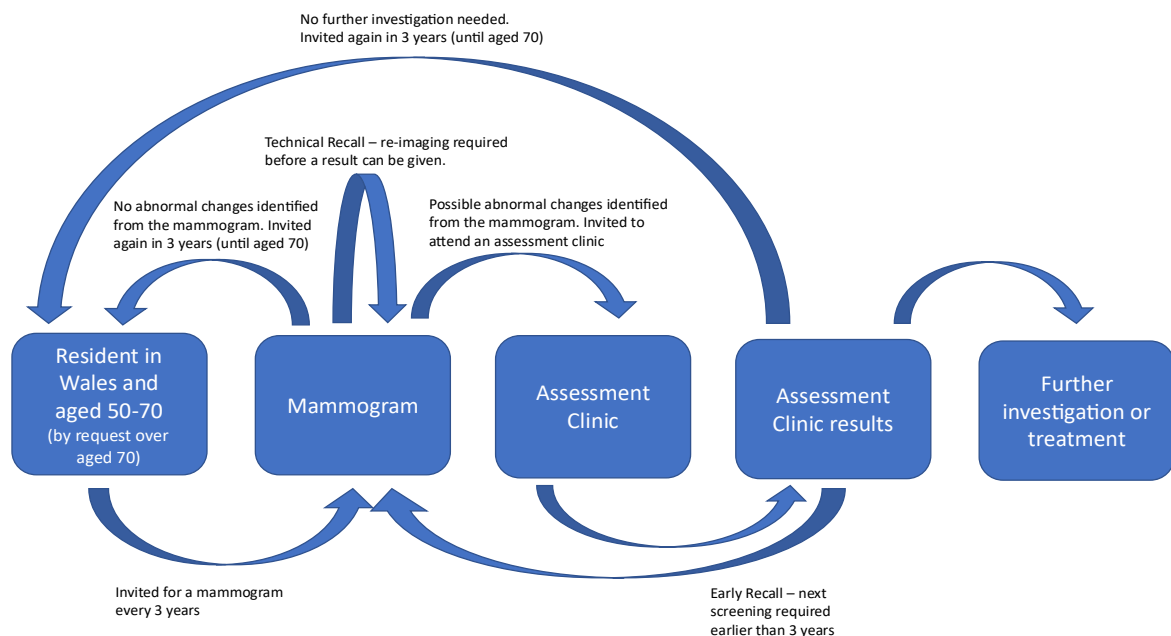 No further investigation needed.
Invited again in 3 years (until aged 70)
Technical Recall – re-imaging required
before a result can be given.
No abnormal changes identified
from the mammogram. Invited
again in 3 years (until aged 70)
Possible abnormal changes identified
from the mammogram. Invited to
attend an assessment clinic
Resident in
Wales and
aged 50-70
(by request over
aged 70)
Mammogram
Assessment
Clinic
Assessment
Clinic results
Further
investigation or
treatment
Invited for a mammogram
every 3 years
Early Recall – next
screening required
earlier than 3 years